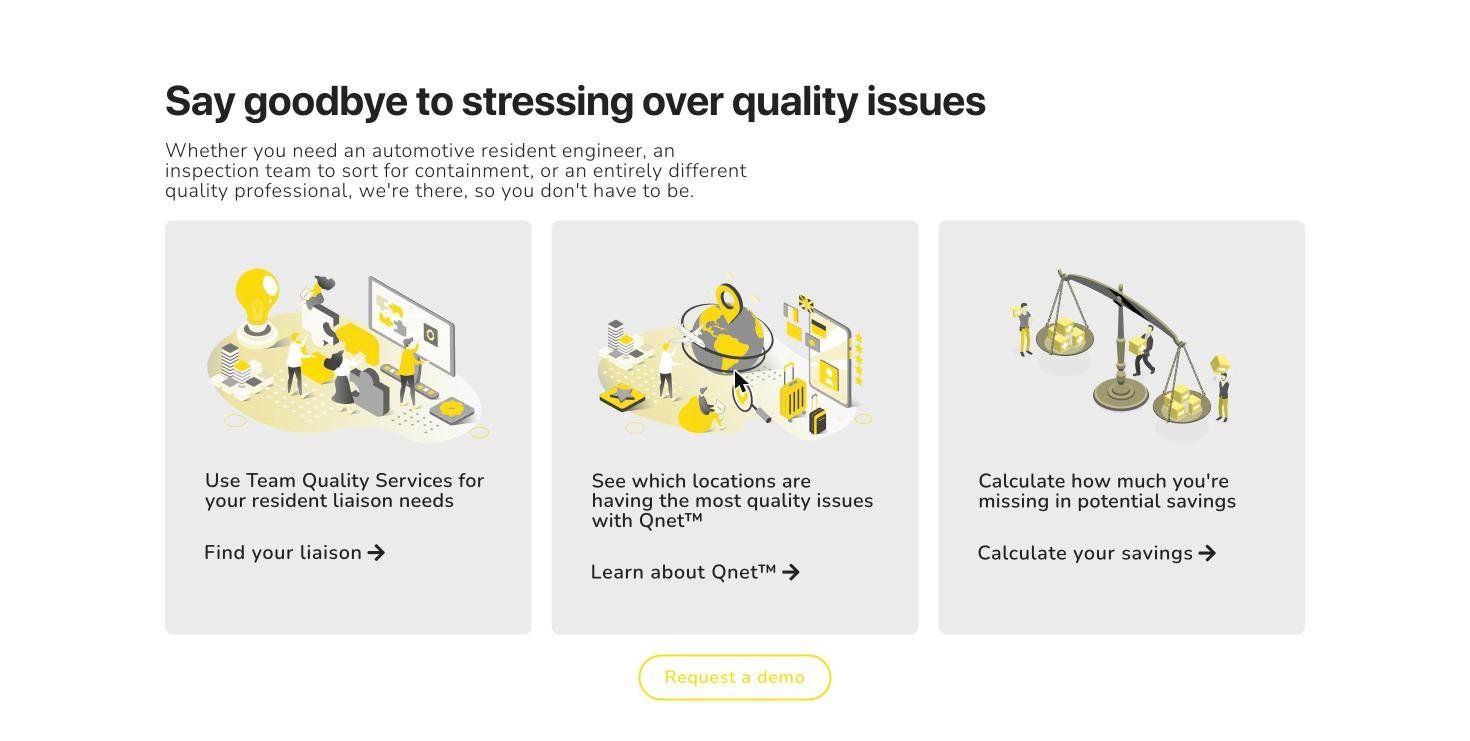 Say goodbye to stressing over quality issues
Whether you need an automotive resident engineer, an
inspection team to sort for containment, or an entirely different
quality professional, we're there, so you don't have to be.
Use Team Quality Services for
your resident liaison needs
Find your liaison →
See which locations are
having the most quality issues
with Qnet™
Learn about Qnet™ →
Calculate how much you're
missing in potential savings
Calculate your savings →
Request a demo